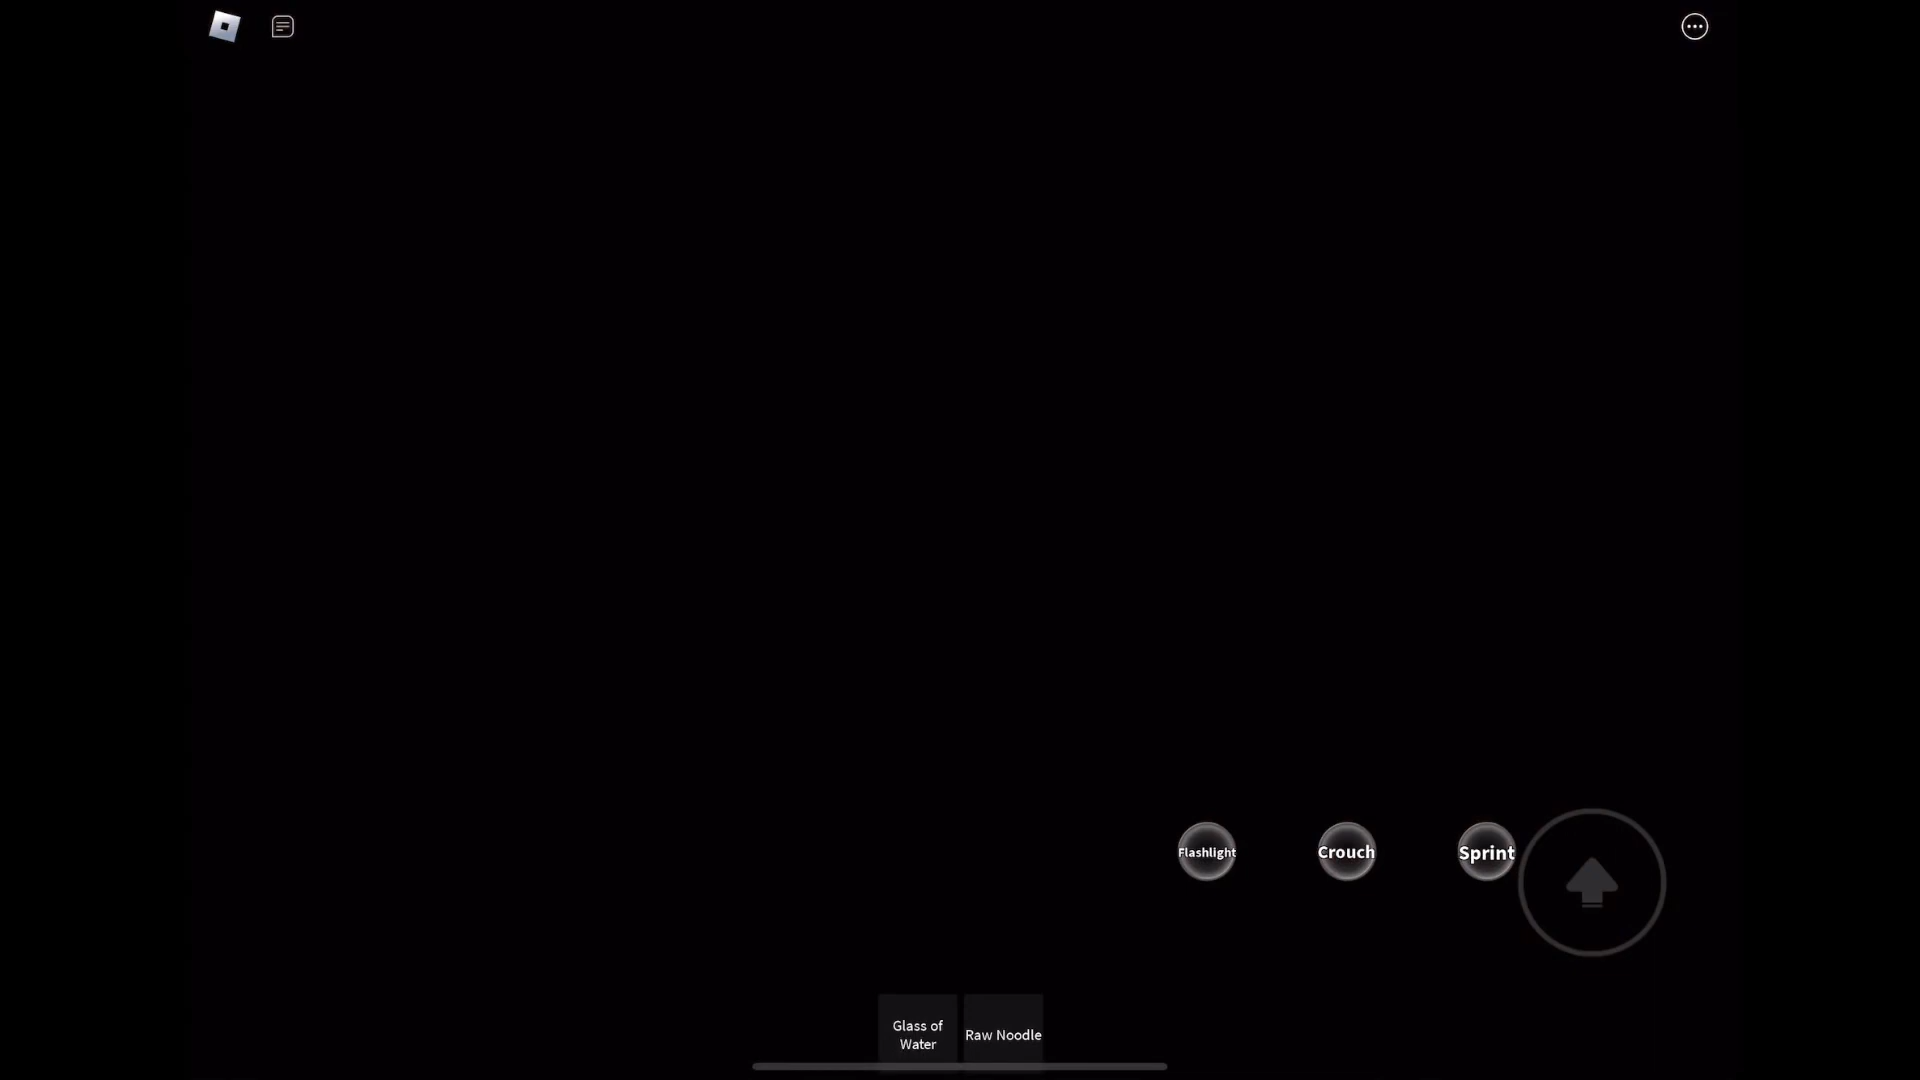 Flashlight
Crouch
Sprint
Glass of
Water
Raw Noodle